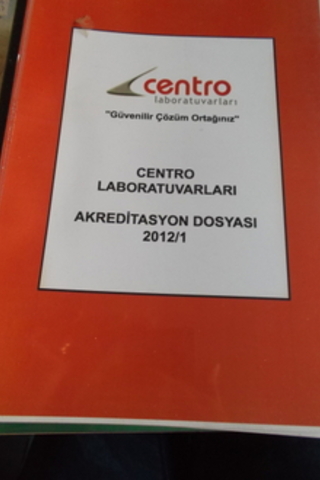 centro
laboratuvarları
"Güvenilir Çözüm Ortağınız"
CENTRO
LABORATUVARLARI
AKREDİTASYON DOSYASI
2012/1